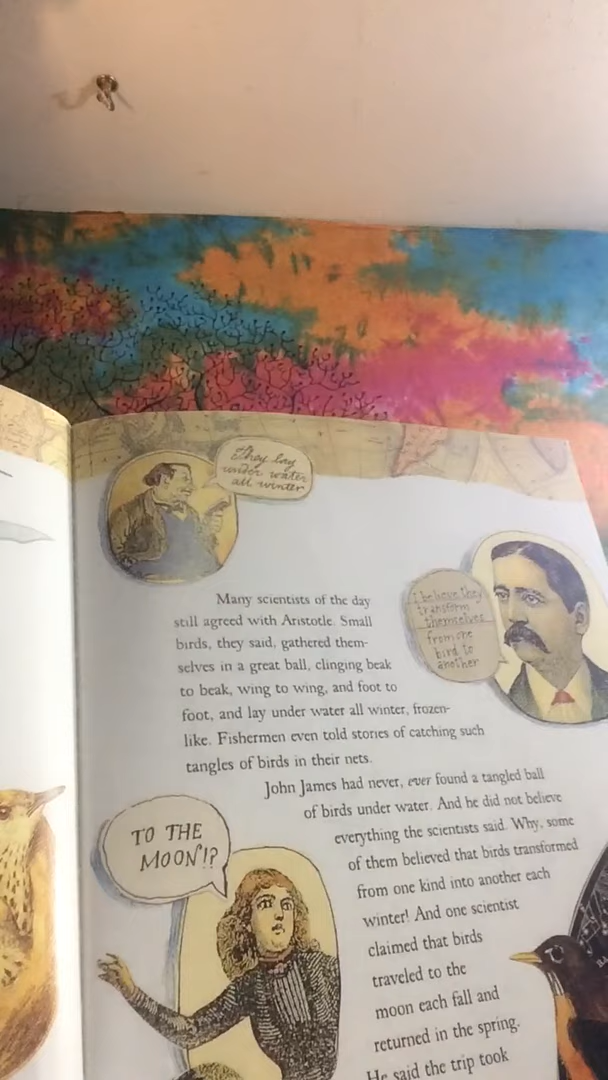 They lay
under water
all winter
I believe they
transform
themselves
from one
bird to
another
Many scientists of the day
still agreed with Aristotle. Small
birds, they said, gathered them-
selves in a great ball, clinging beak
to beak, wing to wing, and foot to
foot, and lay under water all winter, frozen-
like. Fishermen even told stories of catching such
tangles of birds in their nets.
John James had never, ever found a tangled ball
of birds under water. And he did not believe
everything the scientists said. Why, some
of them believed that birds transformed
from one kind into another each
winter! And one scientist
claimed that birds
traveled to the
moon each fall and
returned in the spring.
He said the trip took
TO THE
MOON!?